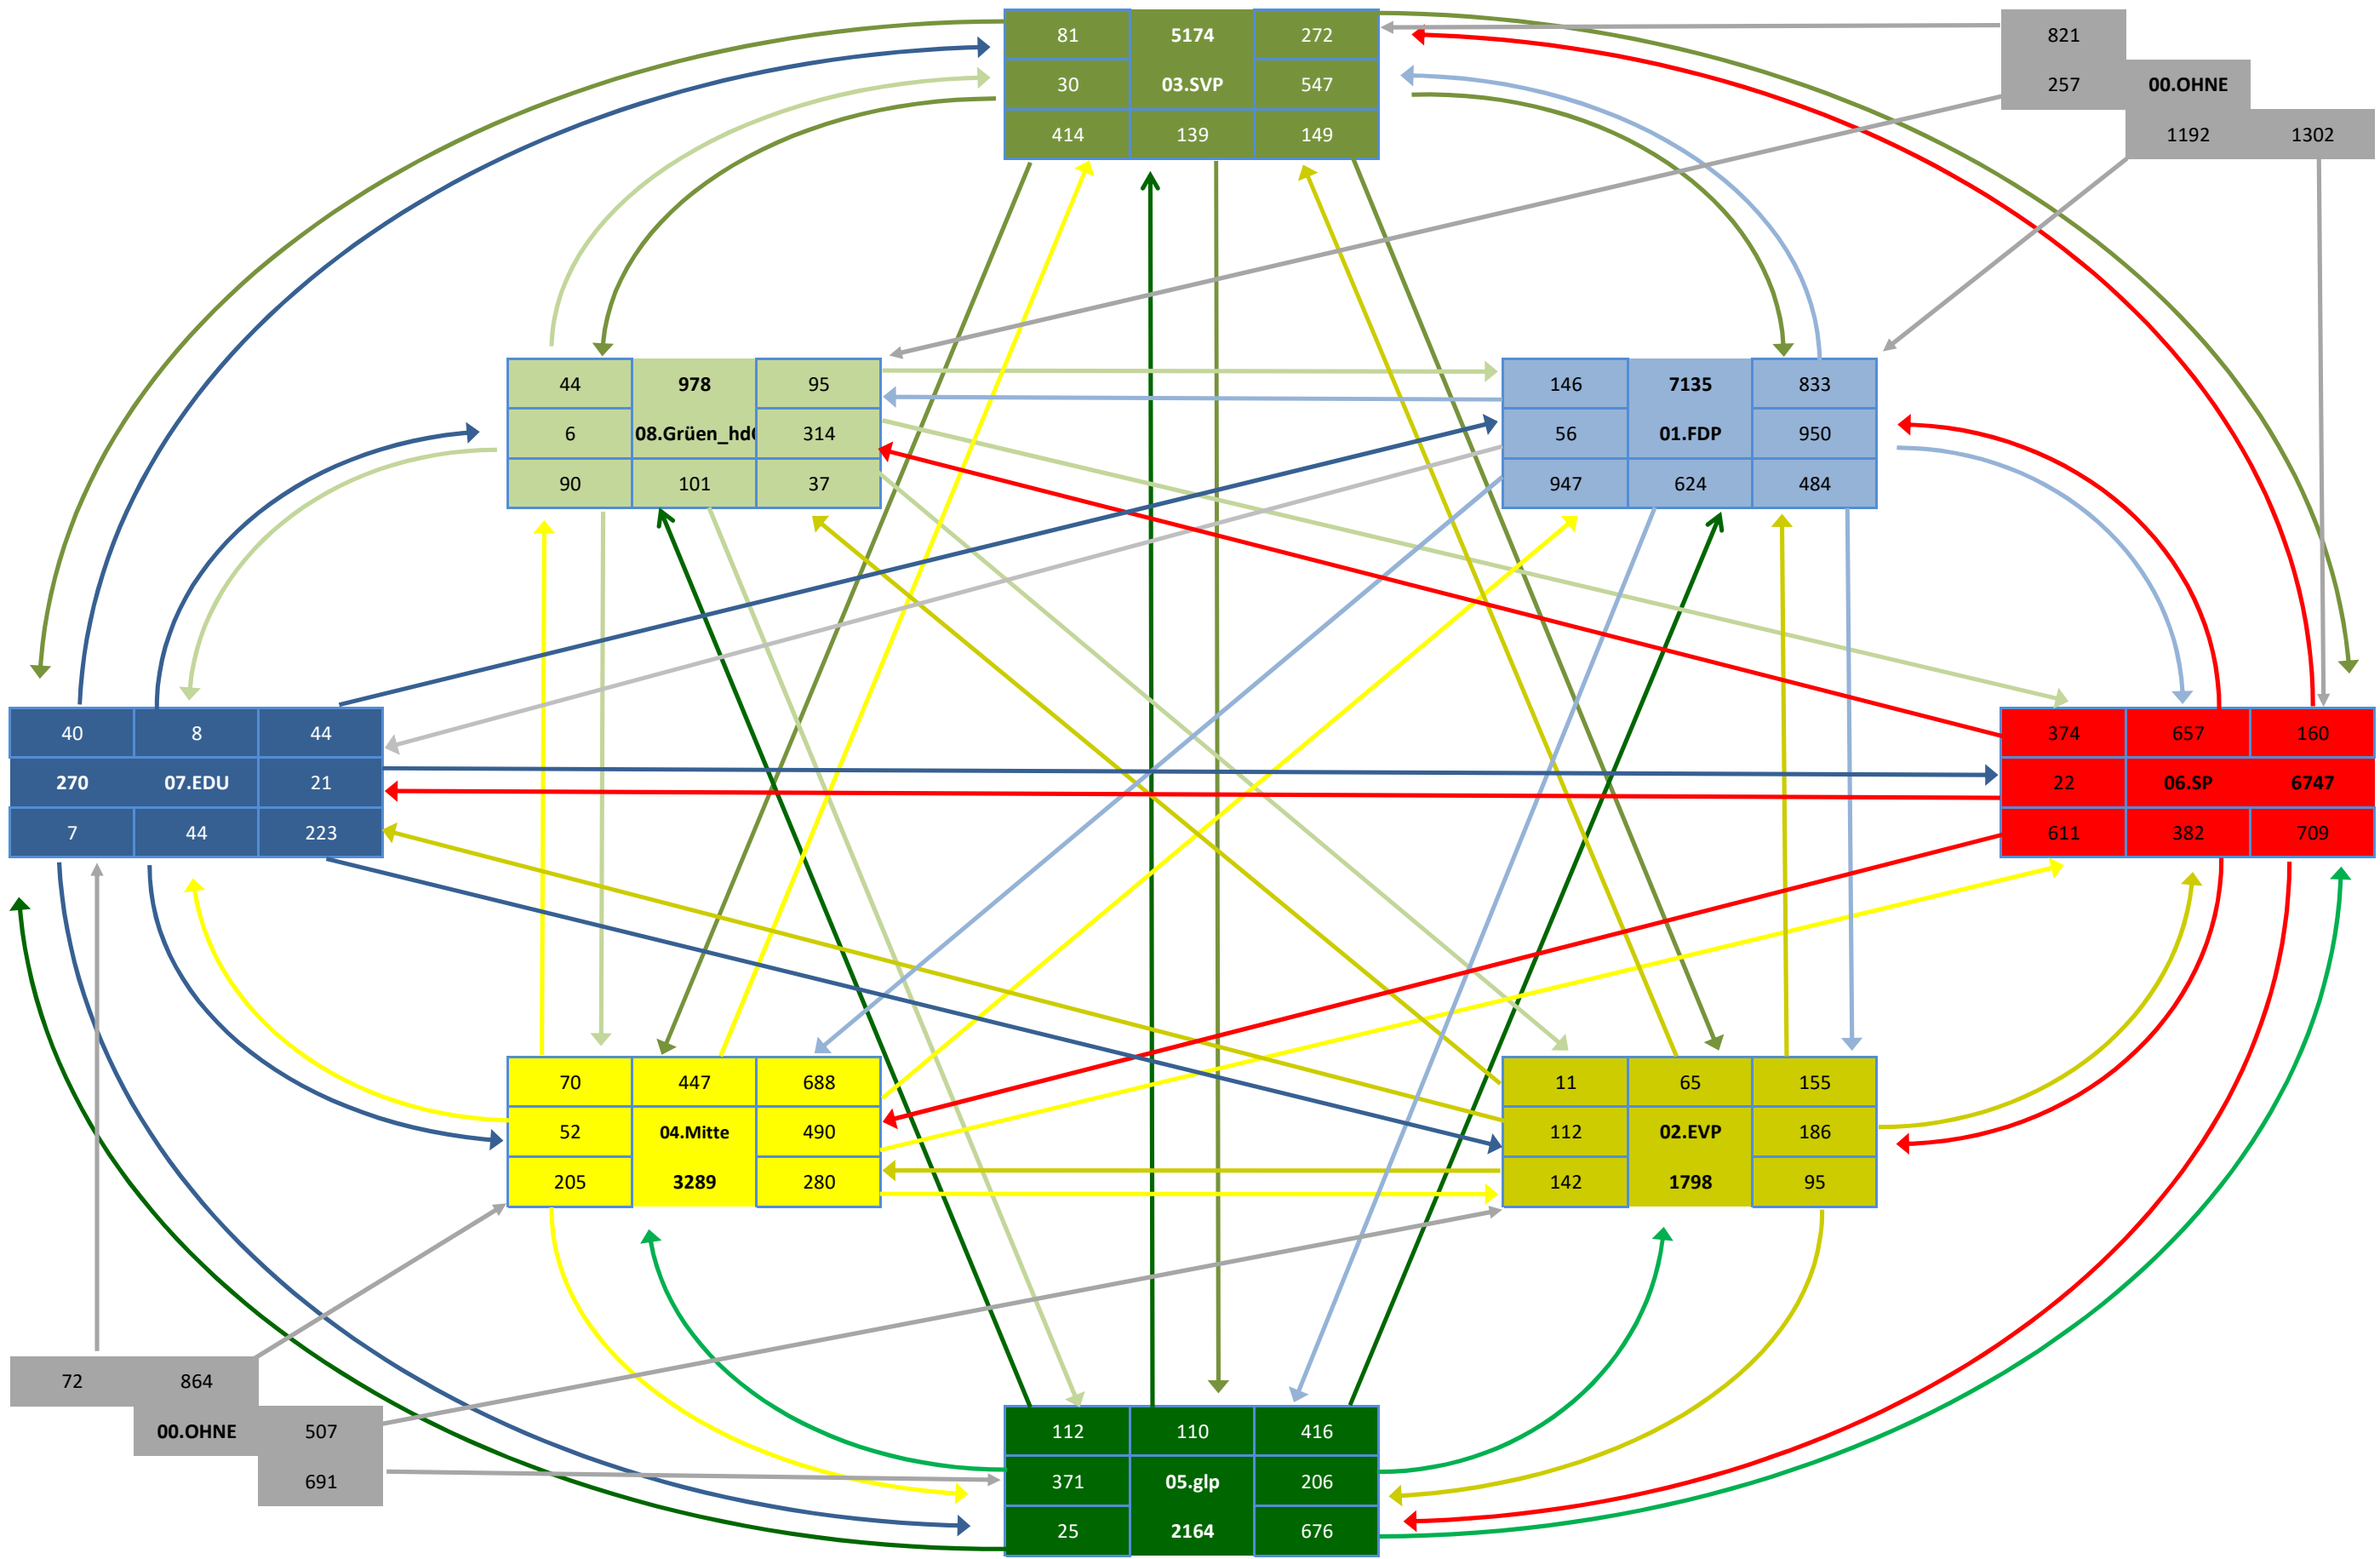 81 5174 272
30 03.SVP 547
414 139 149
821
257 00.OHNE
1192 1302
44 978 95
6 08.Grüen_hd 314
90 101 37
146 7135 833
56 01.FDP 950
947 624 484
40 8 44
270 07.EDU 21
7 44 223
374 657 160
22 06.SP 6747
611 382 709
70 447 688
52 04.Mitte 490
205 3289 280
11 65 155
112 02.EVP 186
142 1798 95
72 864
00.OHNE 507
691
112 110 416
371 05.glp 206
25 2164 676